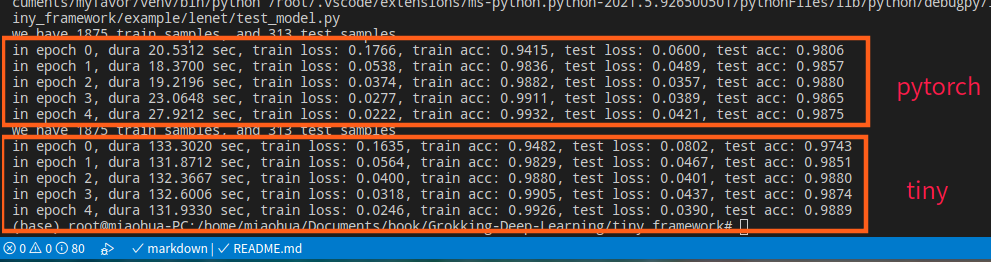 cuments/myfavor/venv/bin/python /root/.vscode/extensions/ms-python.python-2021.5.926500501/pythonFiles/lib/python/debugpy/l
iny_framework/example/lenet/test_model.py
we have 1875 train samples, and 313 test samples
in epoch 0, dura 20.5312 sec, train loss: 0.1766, train acc: 0.9415, test loss: 0.0600, test acc: 0.9806
in epoch 1, dura 18.3700 sec, train loss: 0.0538, train acc: 0.9836, test loss: 0.0489, test acc: 0.9857
in epoch 2, dura 19.2196 sec, train loss: 0.0374, train acc: 0.9882, test loss: 0.0357, test acc: 0.9880
in epoch 3, dura 23.0648 sec, train loss: 0.0277, train acc: 0.9911, test loss: 0.0389, test acc: 0.9865
in epoch 4, dura 27.9212 sec, train loss: 0.0222, train acc: 0.9932, test loss: 0.0421, test acc: 0.9875
pytorch
we have 1875 train samples, and 313 test samples
in epoch 0, dura 133.3020 sec, train loss: 0.1635, train acc: 0.9482, test loss: 0.0802, test acc: 0.9743
in epoch 1, dura 131.8712 sec, train loss: 0.0564, train acc: 0.9829, test loss: 0.0467, test acc: 0.9851
in epoch 2, dura 132.3667 sec, train loss: 0.0400, train acc: 0.9880, test loss: 0.0401, test acc: 0.9880
in epoch 3, dura 132.6006 sec, train loss: 0.0318, train acc: 0.9905, test loss: 0.0437, test acc: 0.9874
in epoch 4, dura 131.9330 sec, train loss: 0.0246, train acc: 0.9926, test loss: 0.0390, test acc: 0.9889
tiny
(base) root@miaohua-PC:/home/miaohua/Documents/book/Grokking-Deep-Learning/tiny_framework#
0 0 80 markdown | README.md